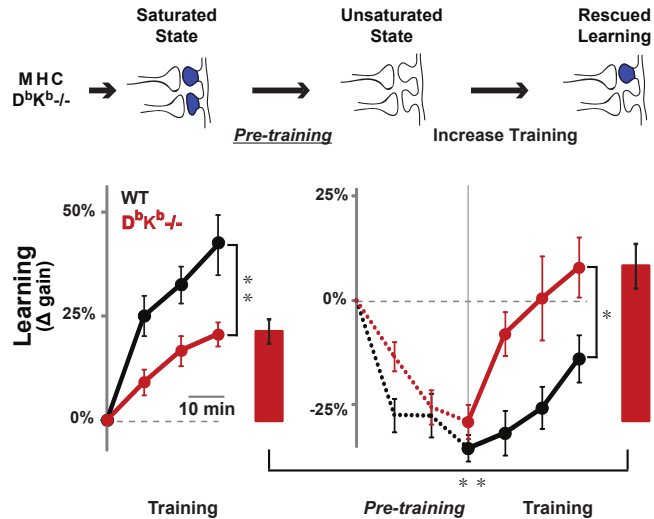 Saturated
State
Unsaturated
State
Rescued
Learning
MHC
DᵇKᵇ-/-
Pre-training
Increase Training
Learning
(Δ gain)
50%
25%
0%
WT
DᵇKᵇ-/-
**
10 min
25%
0%
-25%
*
**
Training
Pre-training
Training